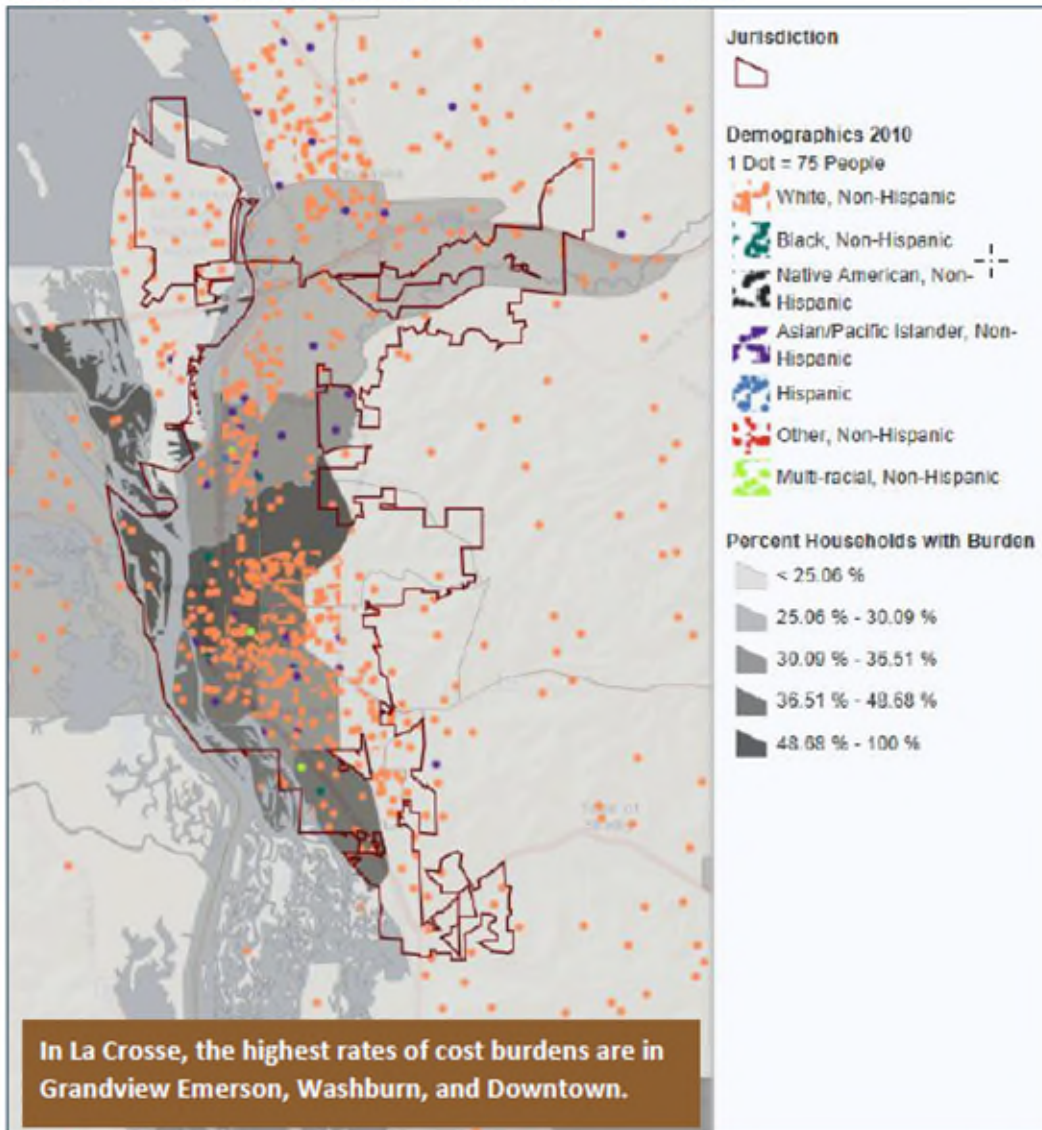 Jurisdiction
Demographics 2010
1 Dot = 75 People
White, Non-Hispanic
Black, Non-Hispanic
Native American, Non-
Hispanic
Asian/Pacific Islander, Non-
Hispanic
Hispanic
Other, Non-Hispanic
Multi-racial, Non-Hispanic
Percent Households with Burden
< 25.06 %
25.06 % - 30.09 %
30.09 % - 36.51 %
36.51 % - 48.68 %
48.68 % - 100 %
In La Crosse, the highest rates of cost burdens are in
Grandview Emerson, Washburn, and Downtown.